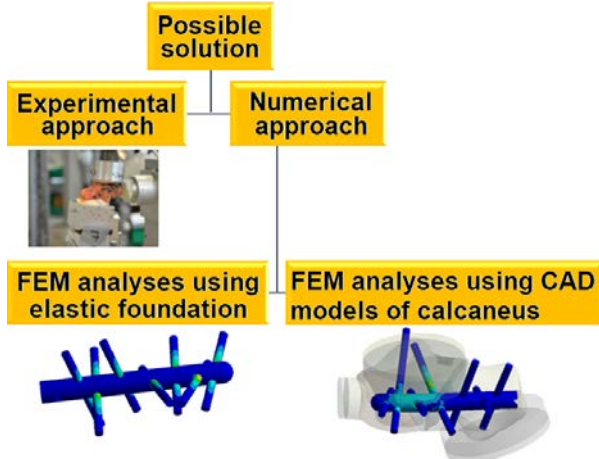 Possible
solution
Experimental
approach
Numerical
approach
FEM analyses using
elastic foundation
FEM analyses using CAD
models of calcaneus